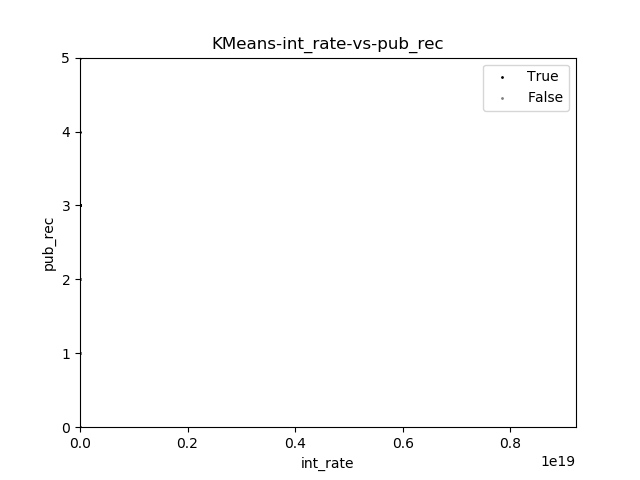 KMeans-int_rate-vs-pub_rec
True
False
5
4
3
2
1
0
pub_rec
0.0 0.2 0.4 0.6 0.8
1e19
int_rate